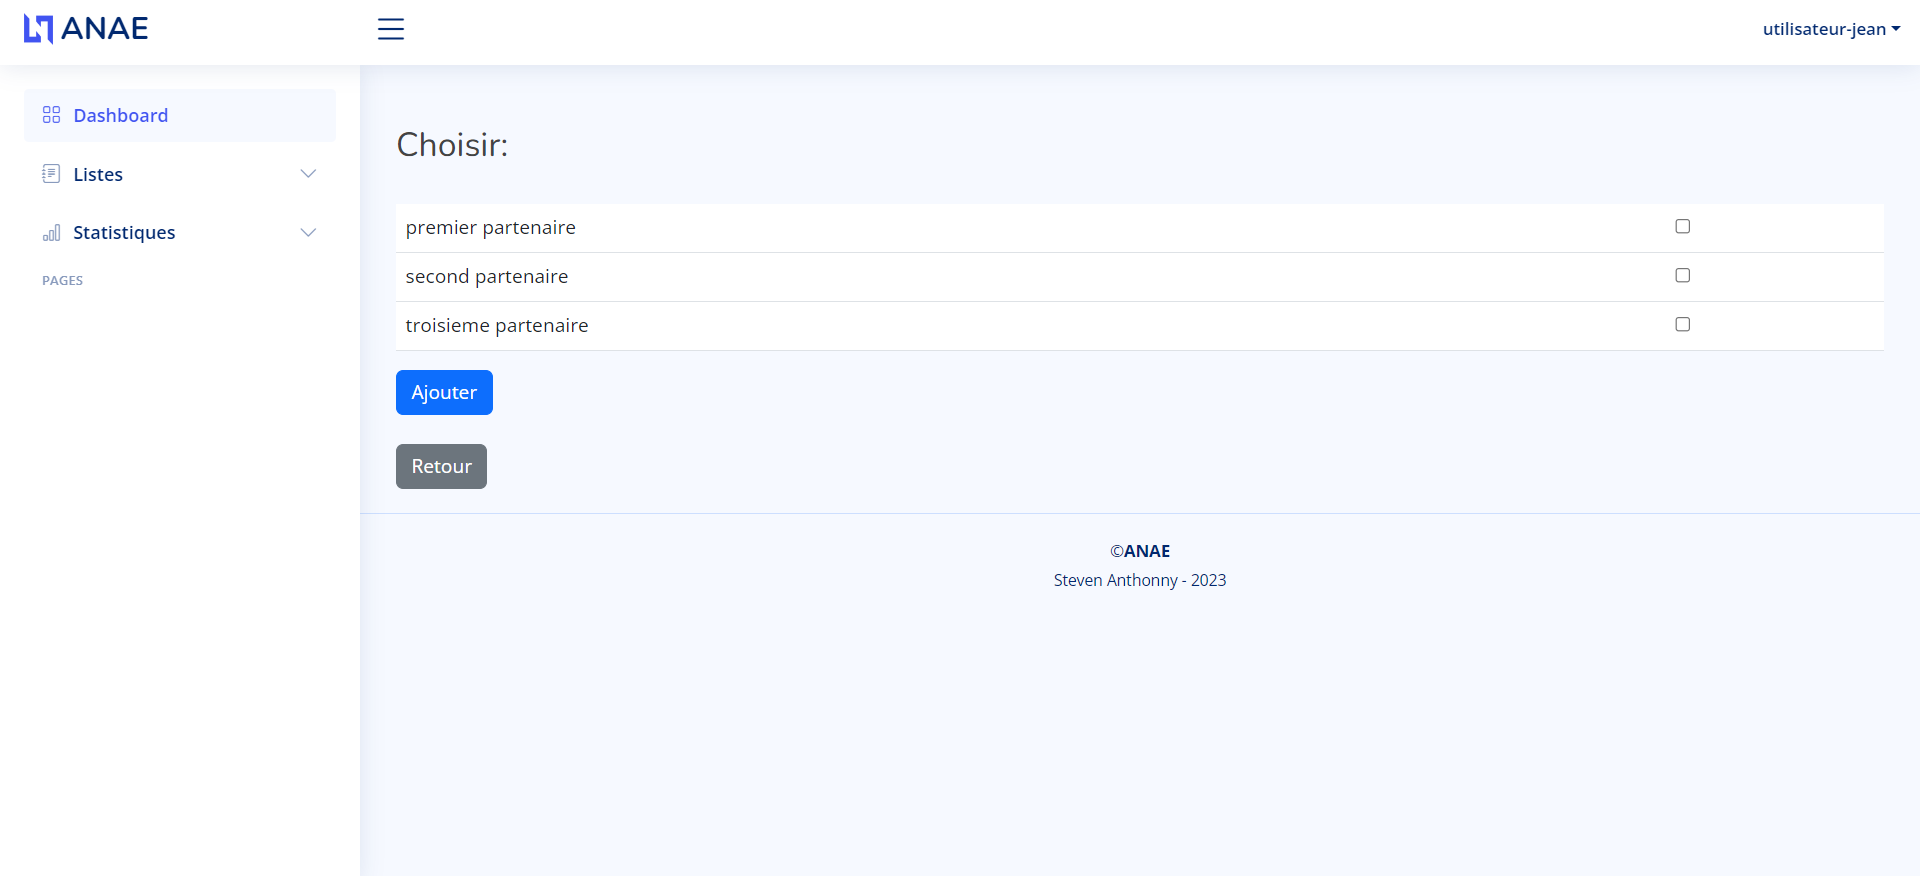 ANAE
utilisateur-jean
Dashboard
Listes
Statistiques
PAGES
Choisir:
premier partenaire
second partenaire
troisieme partenaire
Ajouter
Retour
©ANAE
Steven Anthonny - 2023